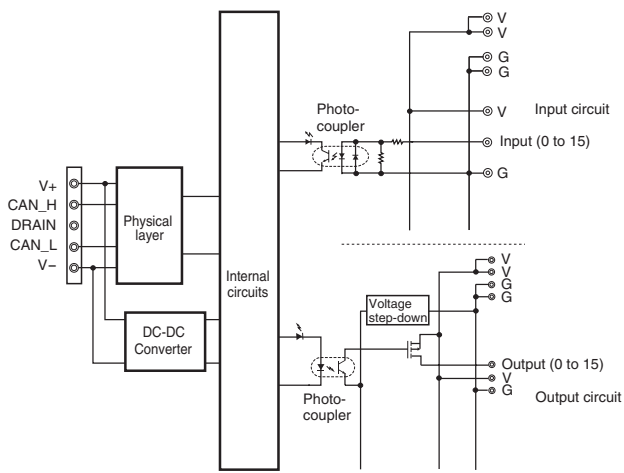 V
V
G
G
Photo-
coupler
V
Input circuit
Input (0 to 15)
G
V+
CAN_H
DRAIN
CAN_L
V−
Physical
layer
Internal
circuits
DC-DC
Converter
V
V
G
G
Voltage
step-down
Output (0 to 15)
V
G
Output circuit
Photo-
coupler